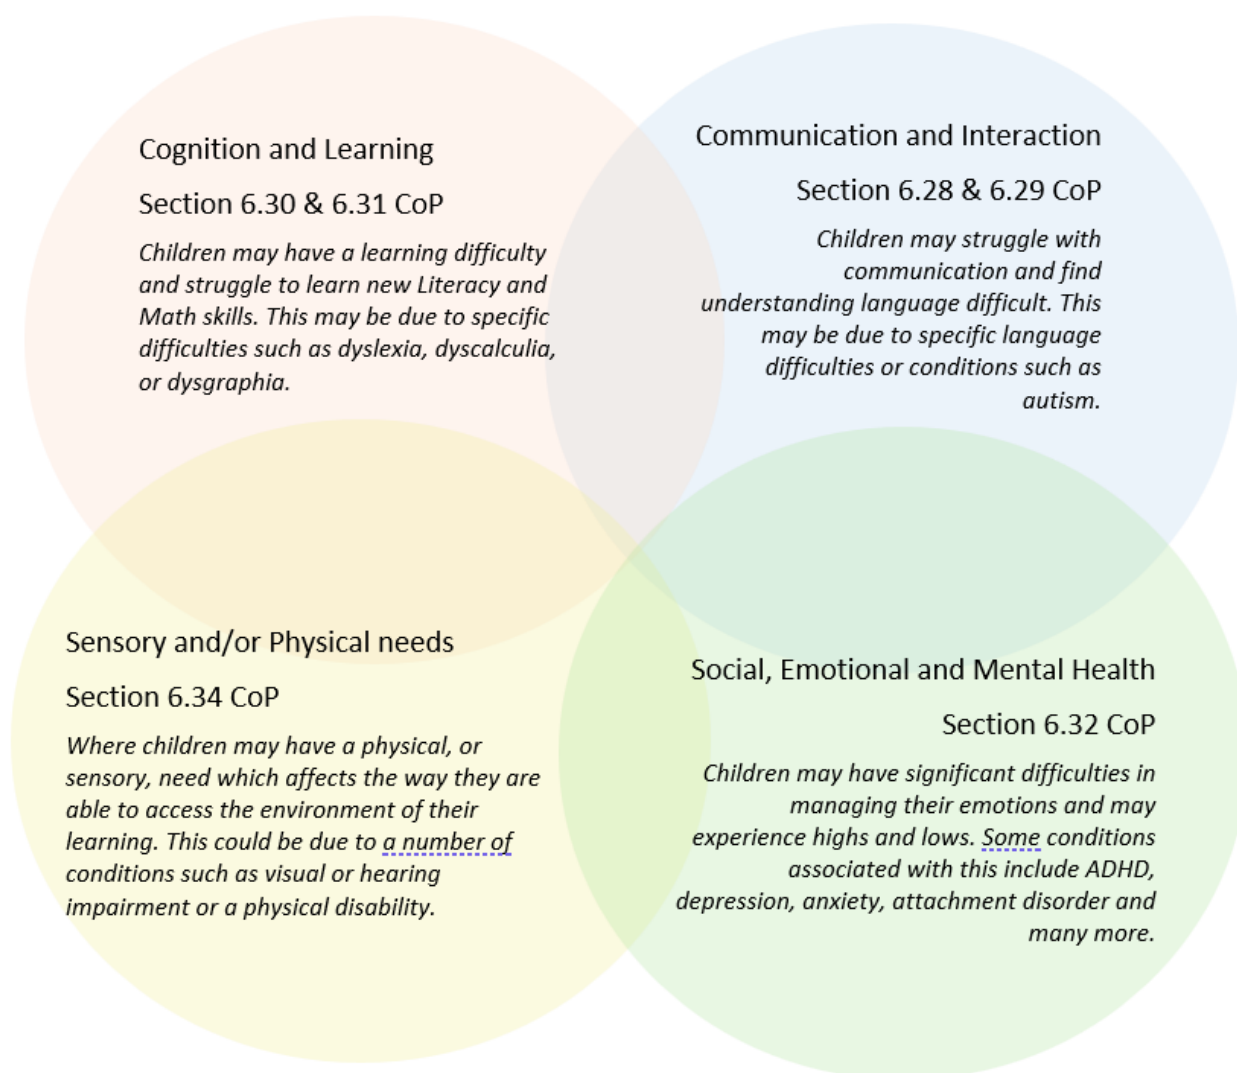 Cognition and Learning
Section 6.30 & 6.31 CoP
Children may have a learning difficulty
and struggle to learn new Literacy and
Math skills. This may be due to specific
difficulties such as dyslexia, dyscalculia,
or dysgraphia.
Communication and Interaction
Section 6.28 & 6.29 CoP
Children may struggle with
communication and find
understanding language difficult. This
may be due to specific language
difficulties or conditions such as
autism.
Sensory and/or Physical needs
Section 6.34 CoP
Where children may have a physical, or
sensory, need which affects the way they are
able to access the environment of their
learning. This could be due to a number of
conditions such as visual or hearing
impairment or a physical disability.
Social, Emotional and Mental Health
Section 6.32 CoP
Children may have significant difficulties in
managing their emotions and may
experience highs and lows. Some conditions
associated with this include ADHD,
depression, anxiety, attachment disorder and
many more.